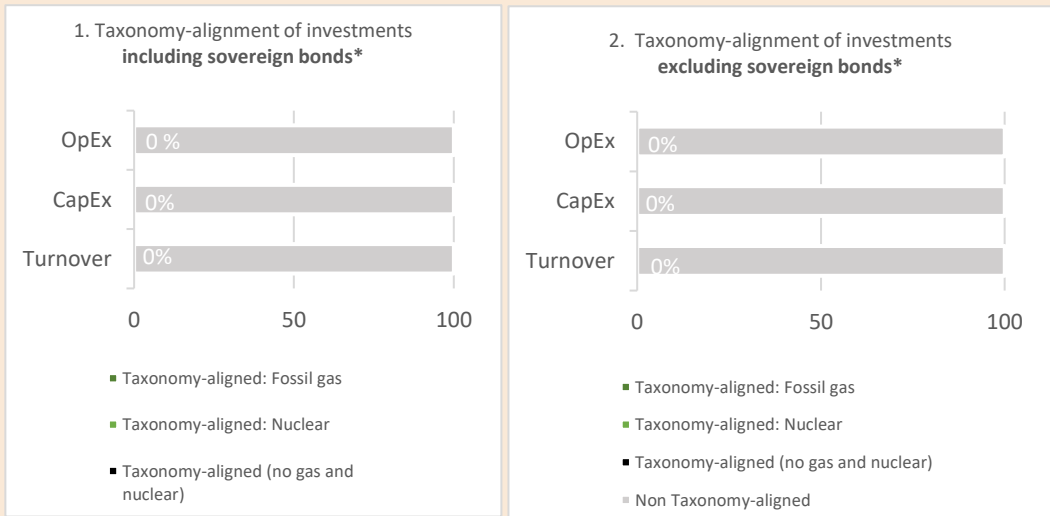 1. Taxonomy-alignment of investments
including sovereign bonds*
OpEx
0 %
CapEx
0%
Turnover
0%
0
50
100
Taxonomy-aligned: Fossil gas
Taxonomy-aligned: Nuclear
Taxonomy-aligned (no gas and
nuclear)
2. Taxonomy-alignment of investments
excluding sovereign bonds*
OpEx
0%
CapEx
0%
Turnover
0%
0
50
100
Taxonomy-aligned: Fossil gas
Taxonomy-aligned: Nuclear
Taxonomy-aligned (no gas and nuclear)
Non Taxonomy-aligned